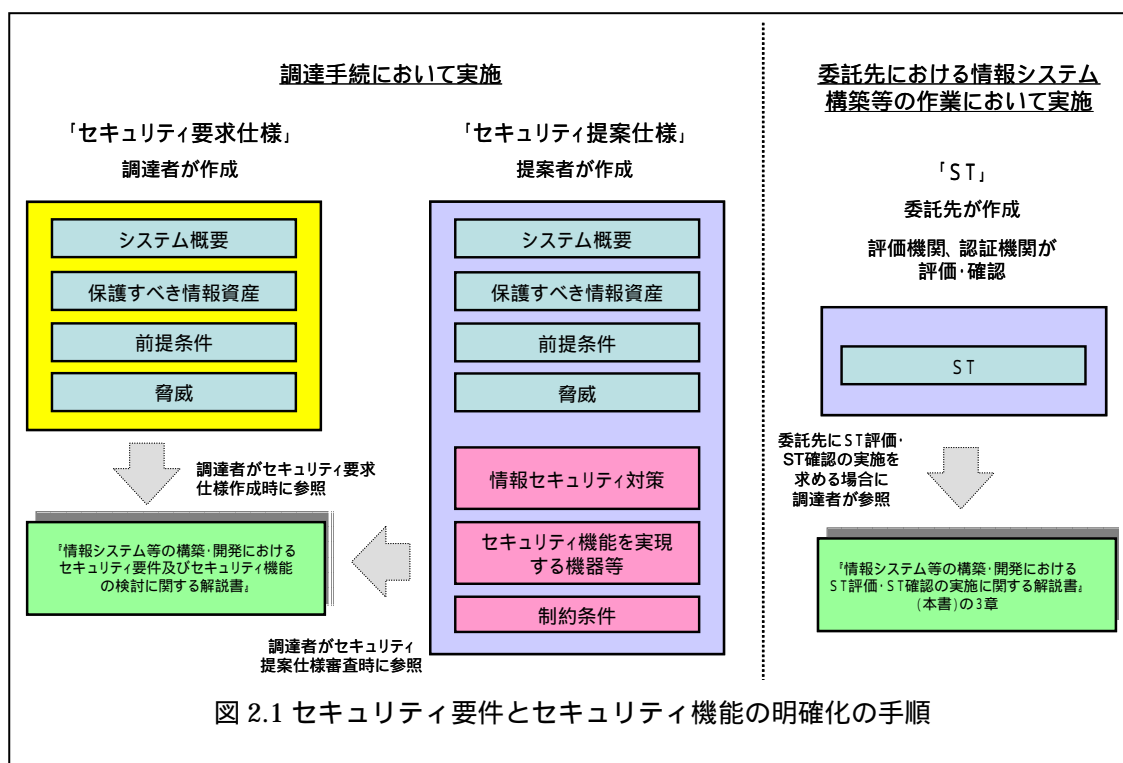 調達手続において実施
「セキュリティ要求仕様」
調達者が作成
システム概要
保護すべき情報資産
前提条件
脅威
調達者がセキュリティ要求
仕様作成時に参照
『情報システム等の構築・開発における
セキュリティ要件及びセキュリティ機能
の検討に関する解説書』
「セキュリティ提案仕様」
提案者が作成
システム概要
保護すべき情報資産
前提条件
脅威
情報セキュリティ対策
セキュリティ機能を実現
する機器等
制約条件
調達者がセキュリティ
提案仕様審査時に参照
委託先における情報システム
構築等の作業において実施
「ST」
委託先が作成
評価機関、認証機関が
評価・確認
ST
委託先にST評価・
ST確認の実施を
求める場合に
調達者が参照
『情報システム等の構築・開発における
ST評価・ST確認の実施に関する解説書』
(本書)の3章
図 2.1 セキュリティ要件とセキュリティ機能の明確化の手順